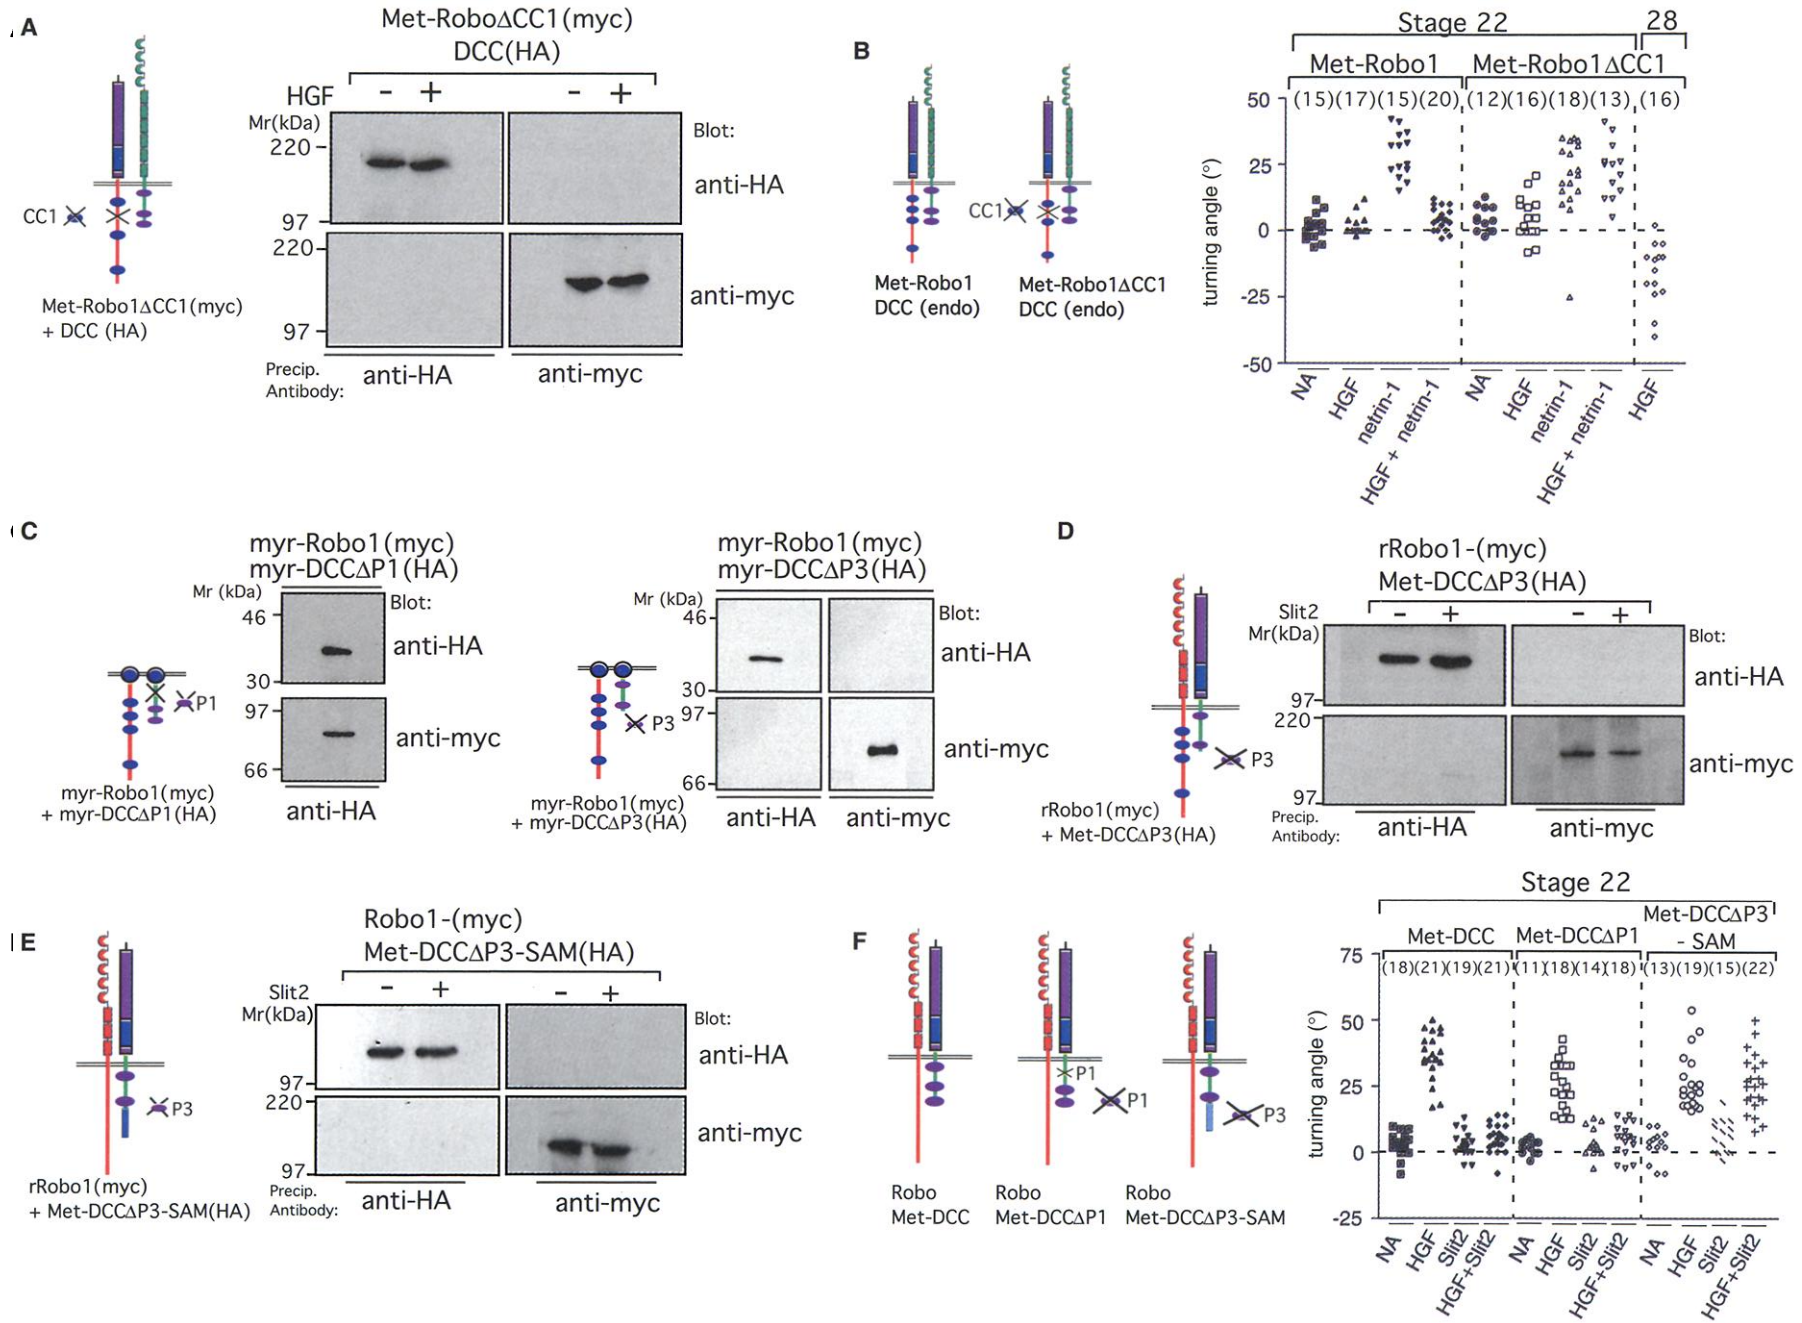 A
Met-RoboΔCC1(myc)
DCC(HA)
HGF - + - +
Mr(kDa)
220
97
220
97
Blot:
anti-HA
anti-myc
CC1
Met-Robo1ΔCC1(myc)
+ DCC (HA)
Precip.
Antibody:
anti-HA
anti-myc
B
CC1
Met-Robo1
DCC (endo)
Met-Robo1ΔCC1
DCC (endo)
Stage 22
28
Met-Robo1
Met-Robo1ΔCC1
(15)(17)(15)(20)(12)(16)(18)(13)(16)
turning angle (°)
50
25
0
-25
-50
NA
HGF
netrin-1
HGF + netrin-1
NA
HGF
netrin-1
HGF + netrin-1
HGF
C
myr-Robo1(myc)
myr-DCCΔP1(HA)
Mr (kDa)
46
30
97
66
Blot:
anti-HA
anti-myc
P1
myr-Robo1(myc)
+ myr-DCCΔP1(HA)
anti-HA
myr-Robo1(myc)
myr-DCCΔP3(HA)
Mr (kDa)
46
30
97
66
Blot:
anti-HA
anti-myc
P3
myr-Robo1(myc)
+ myr-DCCΔP3(HA)
anti-HA
anti-myc
D
rRobo1-(myc)
Met-DCCΔP3(HA)
Slit2 - + - +
Mr(kDa)
97
220
97
Blot:
anti-HA
anti-myc
P3
rRobo1(myc)
+ Met-DCCΔP3(HA)
Precip.
Antibody:
anti-HA
anti-myc
E
Robo1-(myc)
Met-DCCΔP3-SAM(HA)
Slit2 - + - +
Mr(kDa)
97
220
97
Blot:
anti-HA
anti-myc
P3
rRobo1(myc)
+ Met-DCCΔP3-SAM(HA)
Precip.
Antibody:
anti-HA
anti-myc
F
P1
P1
P3
Robo
Met-DCC
Robo
Met-DCCΔP1
Robo
Met-DCCΔP3-SAM
Stage 22
Met-DCC
Met-DCCΔP1
Met-DCCΔP3
- SAM
(18)(21)(19)(21)(11)(18)(14)(18)(13)(19)(15)(22)
turning angle (°)
75
50
25
0
-25
NA
HGF
Slit2
HGF+Slit2
NA
HGF
Slit2
HGF+Slit2
NA
HGF
Slit2
HGF+Slit2